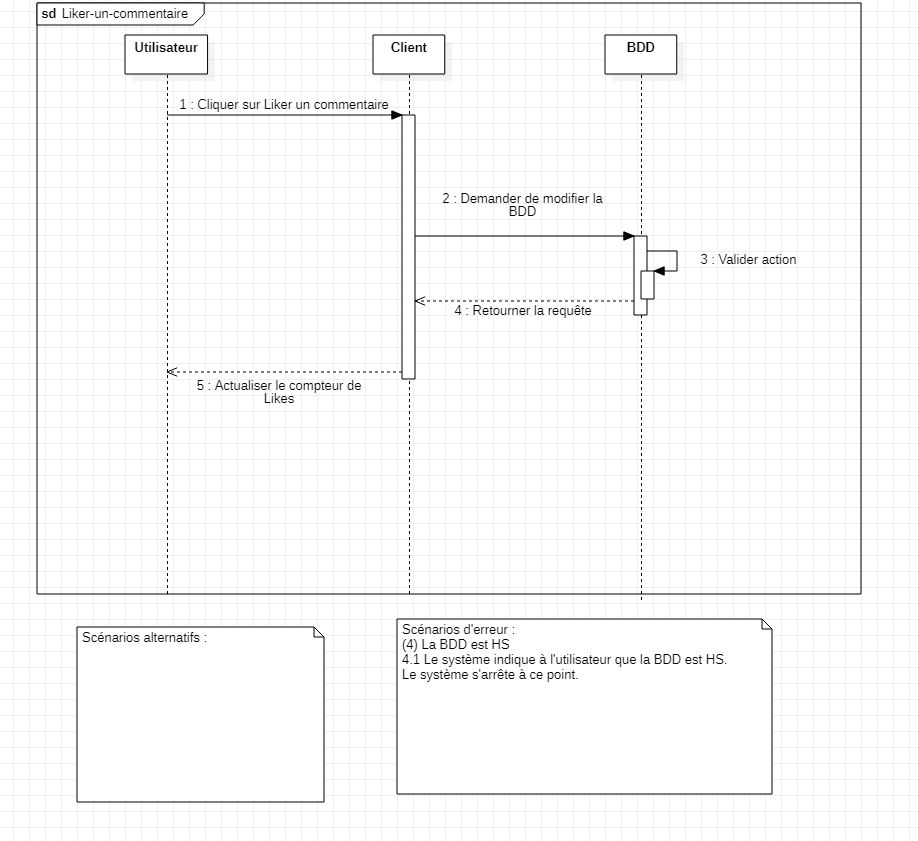 sd Liker-un-commentaire
Utilisateur
Client
BDD
1 : Cliquer sur Liker un commentaire
2 : Demander de modifier la
BDD
3 : Valider action
4 : Retourner la requête
5 : Actualiser le compteur de
Likes
Scénarios alternatifs :
Scénarios d'erreur :
(4) La BDD est HS
4.1 Le système indique à l'utilisateur que la BDD est HS.
Le système s'arrête à ce point.